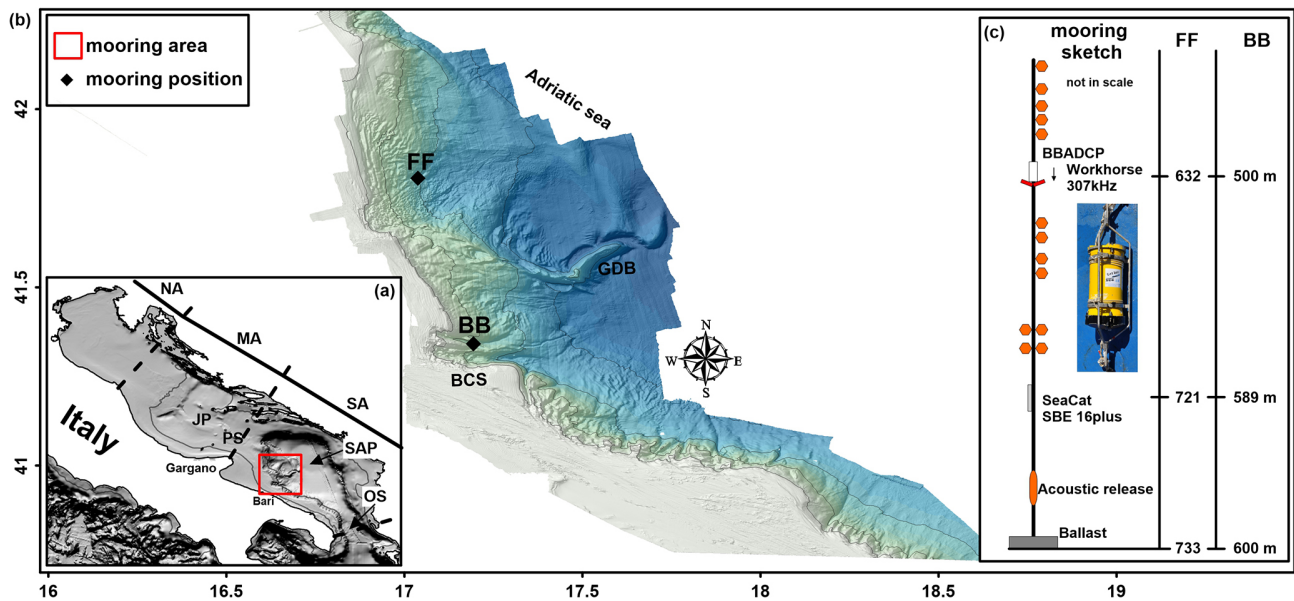 (b)
mooring area
mooring position
42
41.5
41
16
16.5
17
17.5
18
18.5
19
Adriatic sea
FF
GDB
BB
BCS
N
W
E
S
(a)
NA
MA
SA
Italy
JP
PS
SAP
Gargano
Bari
OS
(c)
mooring
sketch
FF
BB
not in scale
BBADCP
Workhorse
307kHz
632
500 m
SeaCat
SBE 16plus
721
589 m
Acoustic release
Ballast
733
600 m